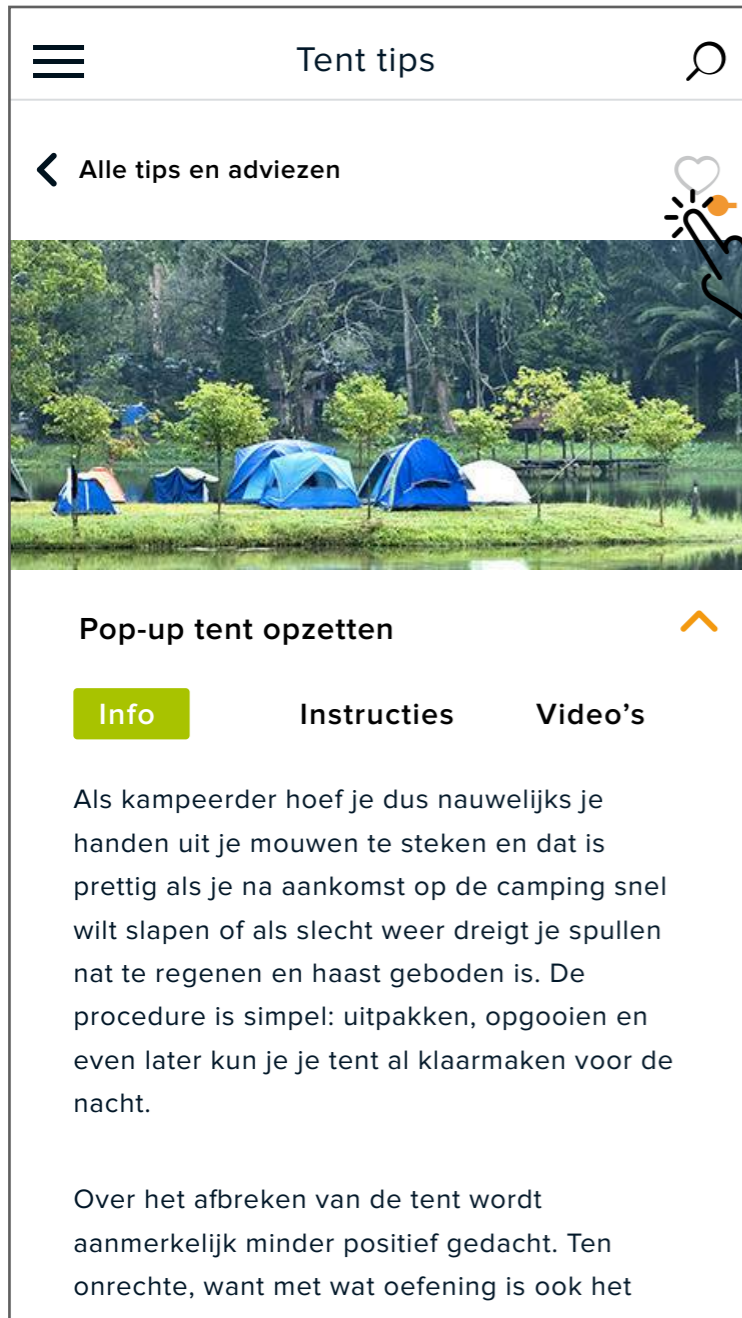 Tent tips
Alle tips en adviezen
Pop-up tent opzetten
Info
Instructies
Video’s
Als kampeerder hoef je dus nauwelijks je
handen uit je mouwen te steken en dat is
prettig als je na aankomst op de camping snel
wilt slapen of als slecht weer dreigt je spullen
nat te regenen en haast geboden is. De
procedure is simpel: uitpakken, opgooien en
even later kun je je tent al klaarmaken voor de
nacht.
Over het afbreken van de tent wordt
aanmerkelijk minder positief gedacht. Ten
onrechte, want met wat oefening is ook het